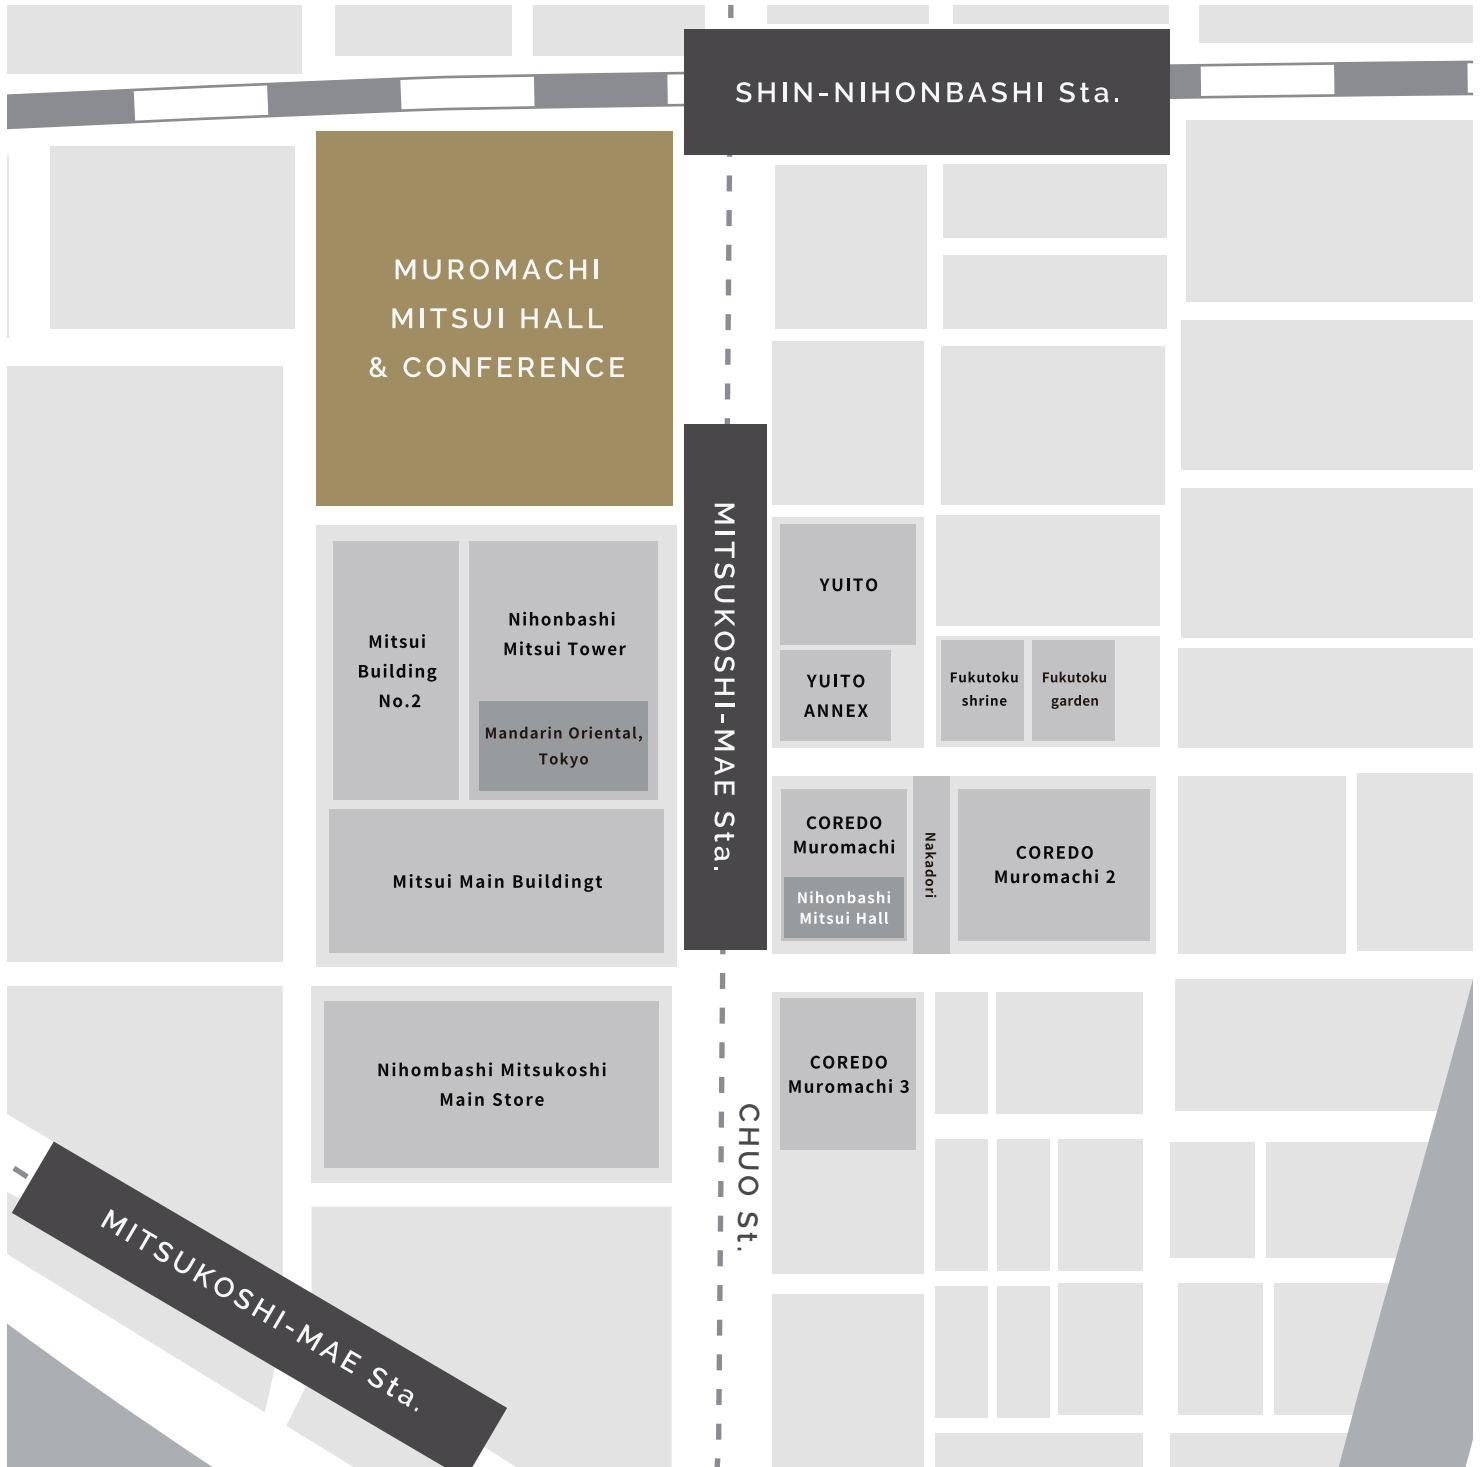 SHIN-NIHONBASHI Sta.
MUROMACHI
MITSUI HALL
& CONFERENCE
MITSUKOSHI-MAE Sta.
YUITO
Nihonbashi
Mitsui Tower
Mitsui
Building
No.2
YUITO
ANNEX
Fukutoku
shrine
Fukutoku
garden
Mandarin Oriental,
Tokyo
COREDO
Muromachi
Nihonbashi
Mitsui Hall
Nakadori
COREDO
Muromachi 2
Mitsui Main Buildingt
Nihombashi Mitsukoshi
Main Store
COREDO
Muromachi 3
CHUO St.
MITSUKOSHI-MAE Sta.